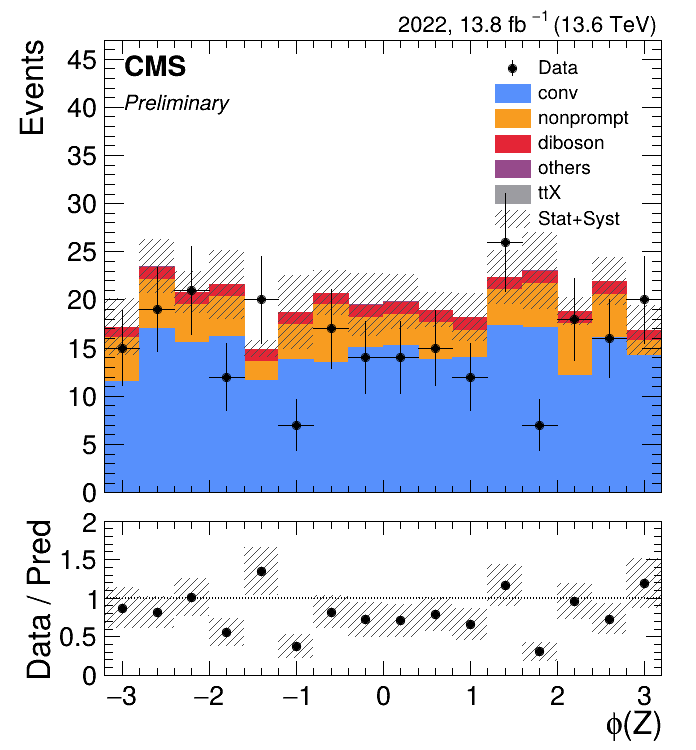 2022, 13.8 fb⁻¹ (13.6 TeV)
CMS
Preliminary
Events
45
40
35
30
25
20
15
10
5
0
Data
conv
nonprompt
diboson
others
ttX
Stat+Syst
Data / Pred
2
1.5
1
0.5
0
−3
−2
−1
0
1
2
3
ϕ(Z)